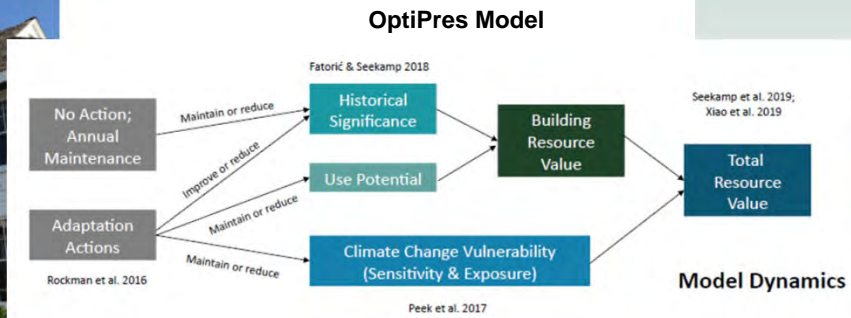 OptiPres Model
Fatorić & Seekamp 2018
Seekamp et al. 2019;
Xiao et al. 2019
No Action;
Annual
Maintenance
Maintain or reduce
Historical
Significance
Building
Resource
Value
Improve or reduce
Use Potential
Total
Resource
Value
Maintain or reduce
Adaptation
Actions
Maintain or reduce
Climate Change Vulnerability
(Sensitivity & Exposure)
Rockman et al. 2016
Model Dynamics
Peek et al. 2017